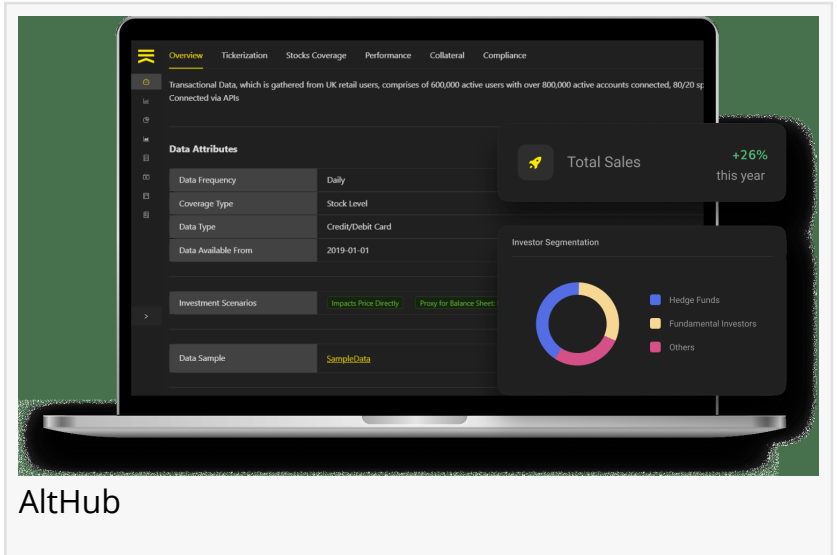 Overview Tickerization Stocks Coverage Performance Collateral Compliance
Transactional Data, which is gathered from UK retail users, comprises of 600,000 active users with over 800,000 active accounts connected, 80/20
Connected via APIs
Data Attributes
Data Frequency Daily
Coverage Type Stock Level
Data Type Credit/Debit Card
Data Available From 2019-01-01
Investment Scenarios Impacts Price Directly Proxy for Balance Sheet:
Data Sample SampleData
Total Sales +26%
this year
Investor Segmentation
Hedge Funds
Fundamental Investors
Others
AltHub